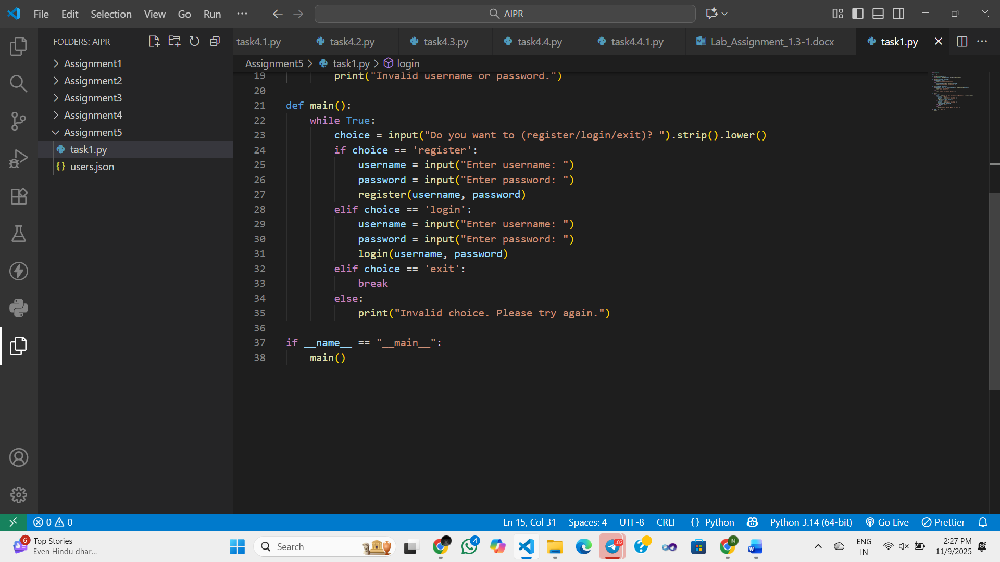 File Edit Selection View Go Run ··· AIPR
FOLDERS: AIPR
task4.1.py task4.2.py task4.3.py task4.4.py task4.4.1.py Lab_Assignment_1.3-1.docx task1.py
Assignment1
Assignment2
Assignment3
Assignment4
Assignment5
task1.py
users.json
Assignment5 > task1.py > login
19 print("Invalid username or password.")
20
21 def main():
22 while True:
23 choice = input("Do you want to (register/login/exit)? ").strip().lower()
24 if choice == 'register':
25 username = input("Enter username: ")
26 password = input("Enter password: ")
27 register(username, password)
28 elif choice == 'login':
29 username = input("Enter username: ")
30 password = input("Enter password: ")
31 login(username, password)
32 elif choice == 'exit':
33 break
34 else:
35 print("Invalid choice. Please try again.")
36
37 if __name__ == "__main__":
38 main()
0 0 Ln 15, Col 31 Spaces: 4 UTF-8 CRLF {} Python Python 3.14 (64-bit) Go Live Prettier
6 Top Stories
Even Hindu dhar...
Search
4
..02
N
ENG
IN
2:27 PM
11/9/2025